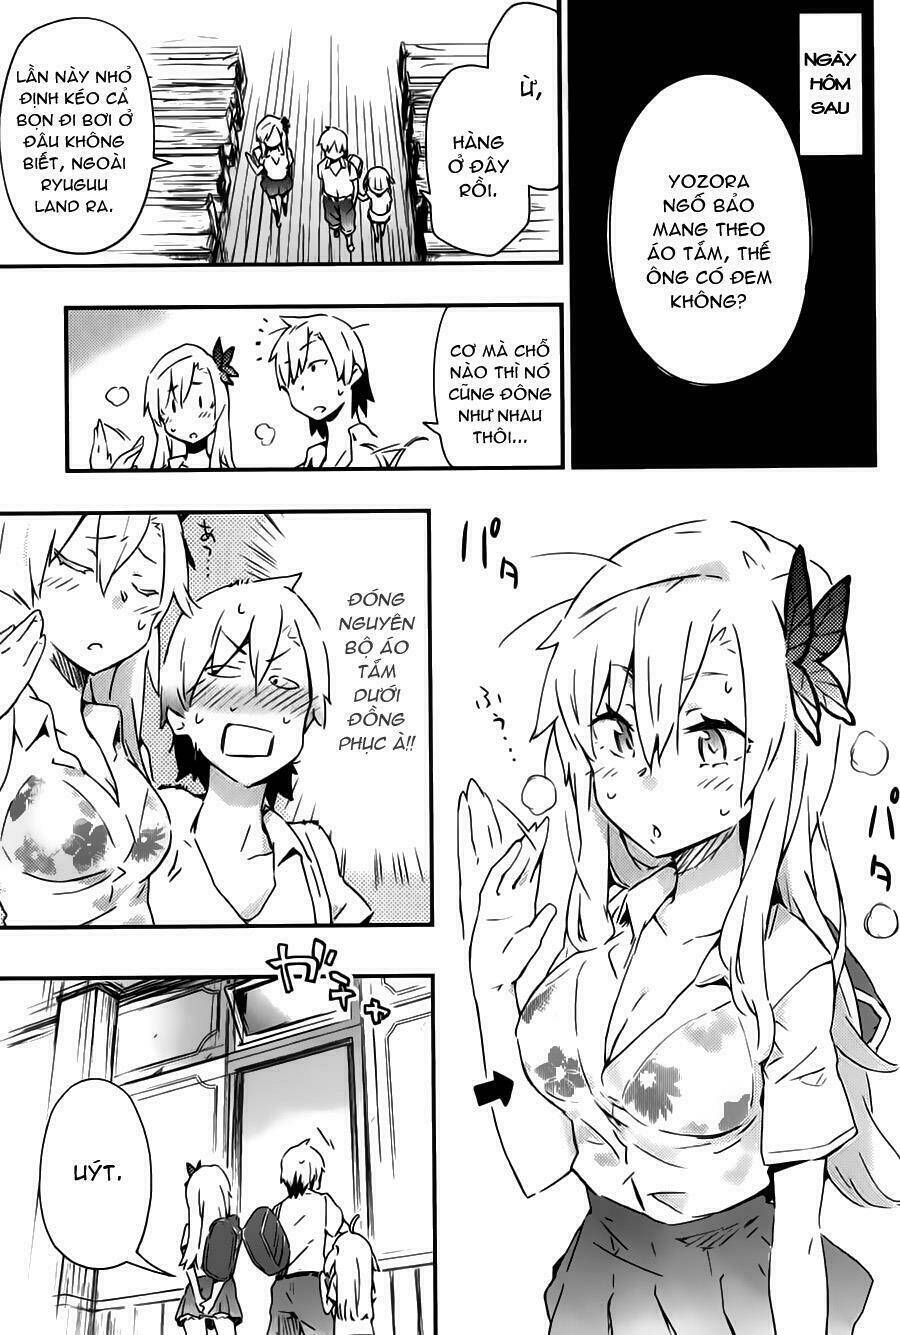 NGÀY
HÔM
SAU
YOZORA
NGỐ BẢO
MANG THEO
ÁO TẮM, THẾ
ÔNG CÓ ĐEM
KHÔNG?
Ừ,
HÀNG
Ở ĐÂY
RỒI.
LẦN NÀY NHỎ
ĐỊNH KÉO CẢ
BỌN ĐI BƠI Ở
ĐÂU KHÔNG
BIẾT, NGOÀI
RYUGUU
LAND RA.
CƠ MÀ CHỖ
NÀO THÌ NÓ
CŨNG ĐÔNG
NHƯ NHAU
THÔI...
パタ
ふぅ…
パタ
ĐÓNG
NGUYÊN
BỘ ÁO
TẮM
DƯỚI
ĐỒNG
PHỤC À!!
あぅ
ガチャ
UÝT.